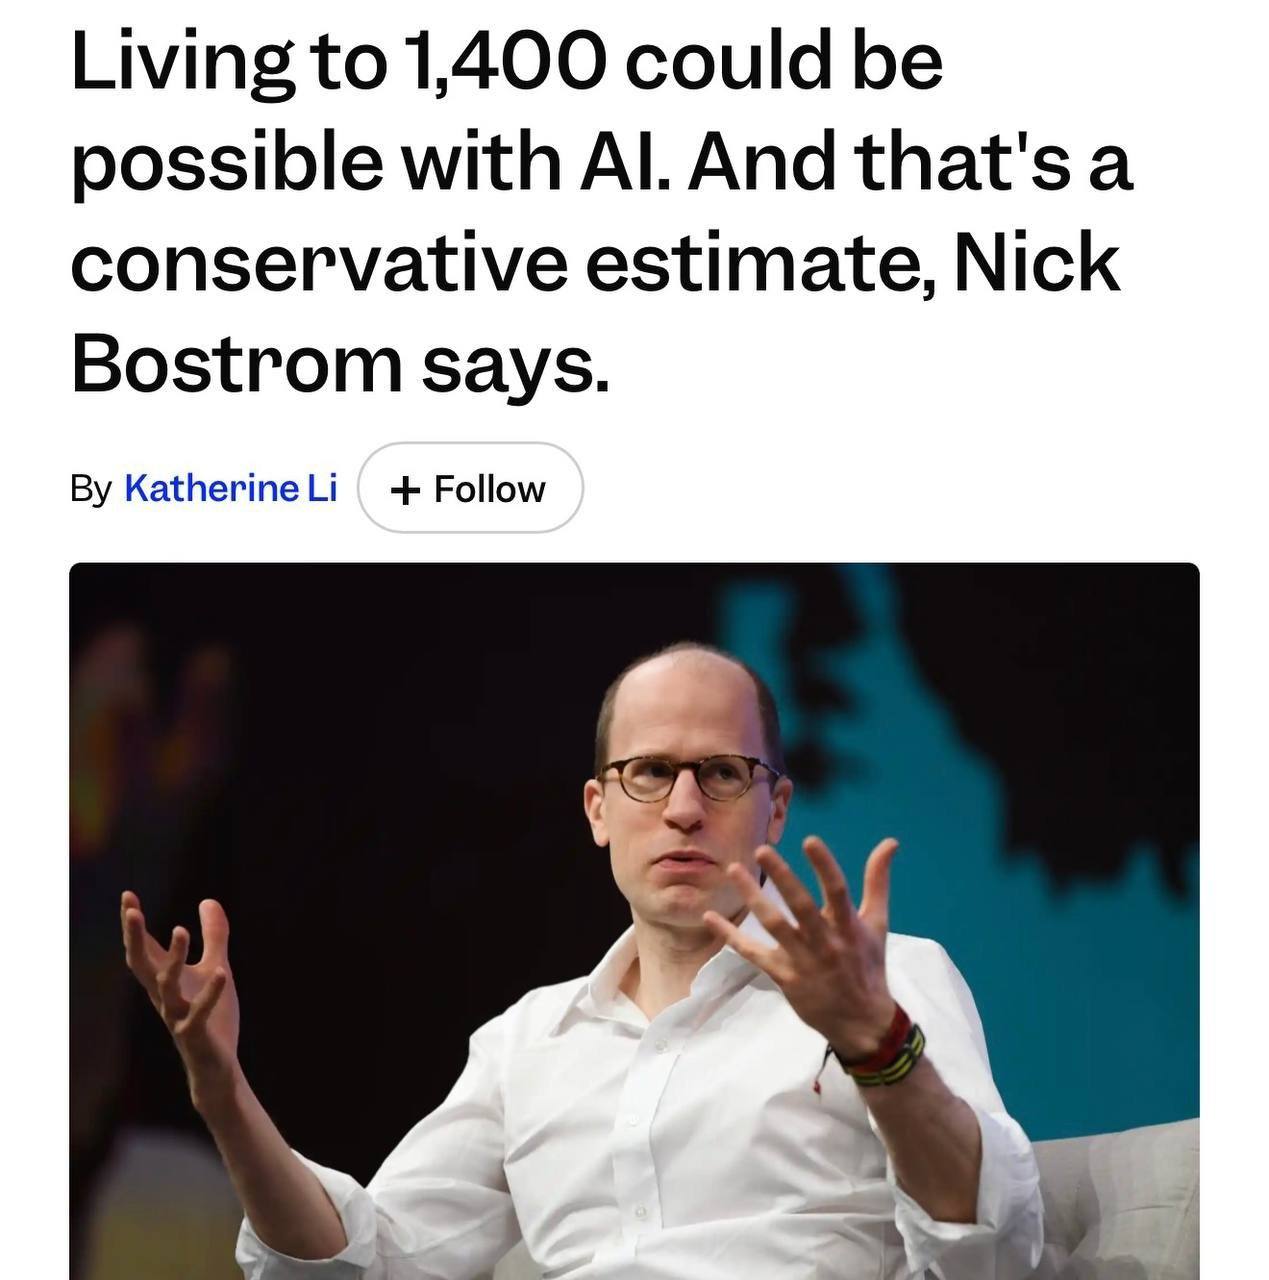 Living to 1,400 could be
possible with AI. And that's a
conservative estimate, Nick
Bostrom says.
By Katherine Li + Follow